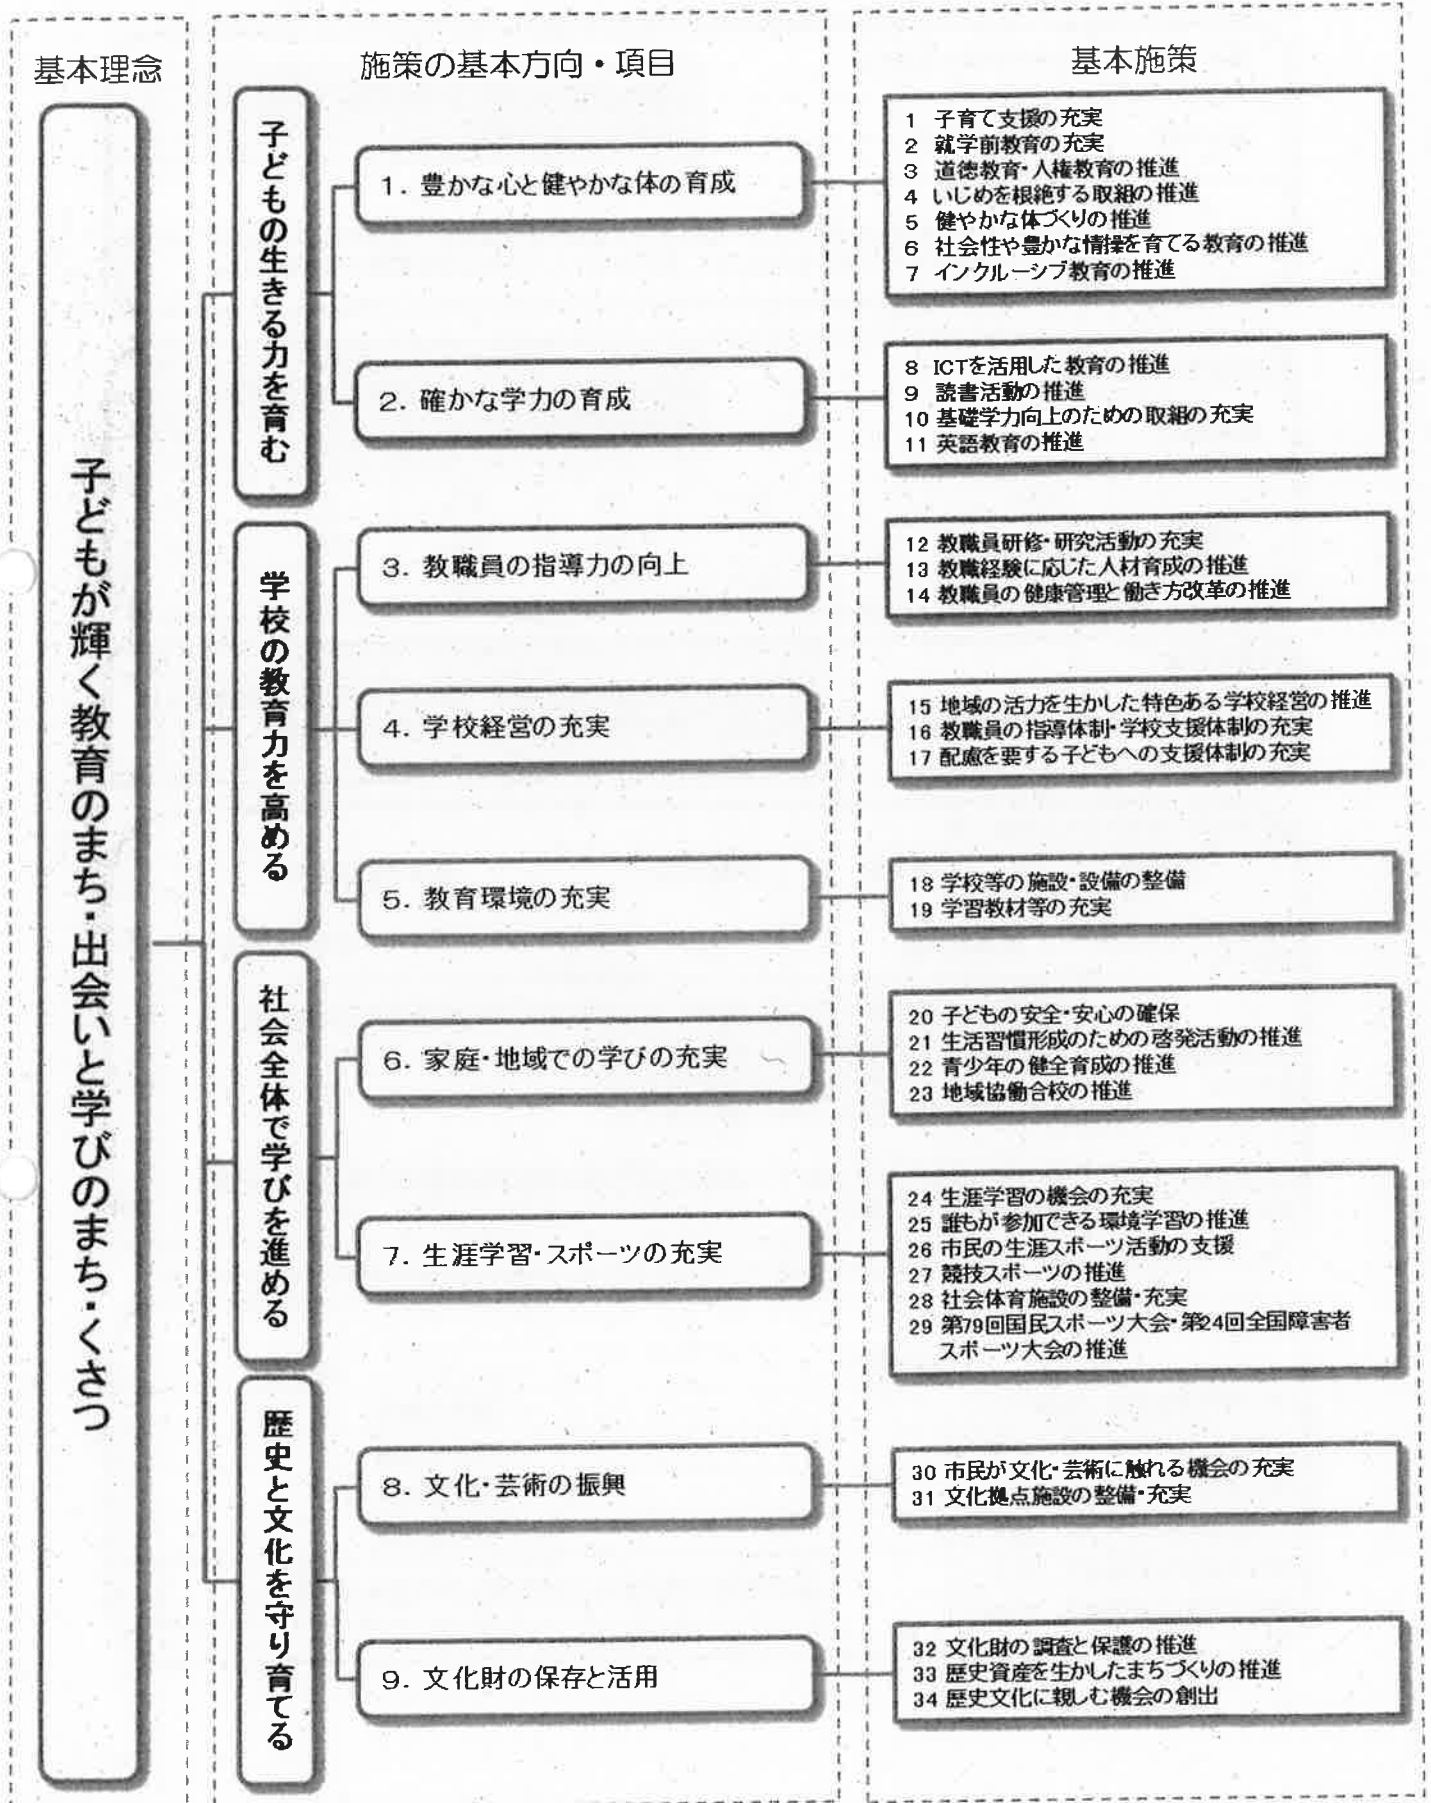 基本理念
施策の基本方向・項目
基本施策
子どもが輝く教育のまち・出会いと学びのまち・くさつ
子どもの生きる力を育む
1. 豊かな心と健やかな体の育成
1 子育て支援の充実
2 就学前教育の充実
3 道徳教育・人権教育の推進
4 いじめを根絶する取組の推進
5 健やかな体づくりの推進
6 社会性や豊かな情操を育てる教育の推進
7 インクルーシブ教育の推進
2. 確かな学力の育成
8 ICTを活用した教育の推進
9 読書活動の推進
10 基礎学力向上のための取組の充実
11 英語教育の推進
学校の教育力を高める
3. 教職員の指導力の向上
12 教職員研修・研究活動の充実
13 教職経験に応じた人材育成の推進
14 教職員の健康管理と働き方改革の推進
4. 学校経営の充実
15 地域の活力を生かした特色ある学校経営の推進
16 教職員の指導体制・学校支援体制の充実
17 配慮を要する子どもへの支援体制の充実
5. 教育環境の充実
18 学校等の施設・設備の整備
19 学習教材等の充実
社会全体で学びを進める
6. 家庭・地域での学びの充実
20 子どもの安全・安心の確保
21 生活習慣形成のための啓発活動の推進
22 青少年の健全育成の推進
23 地域協働合校の推進
7. 生涯学習・スポーツの充実
24 生涯学習の機会の充実
25 誰もが参加できる環境学習の推進
26 市民の生涯スポーツ活動の支援
27 競技スポーツの推進
28 社会体育施設の整備・充実
29 第79回国民スポーツ大会・第24回全国障害者
スポーツ大会の推進
歴史と文化を守り育てる
8. 文化・芸術の振興
30 市民が文化・芸術に触れる機会の充実
31 文化拠点施設の整備・充実
9. 文化財の保存と活用
32 文化財の調査と保護の推進
33 歴史資産を生かしたまちづくりの推進
34 歴史文化に親しむ機会の創出